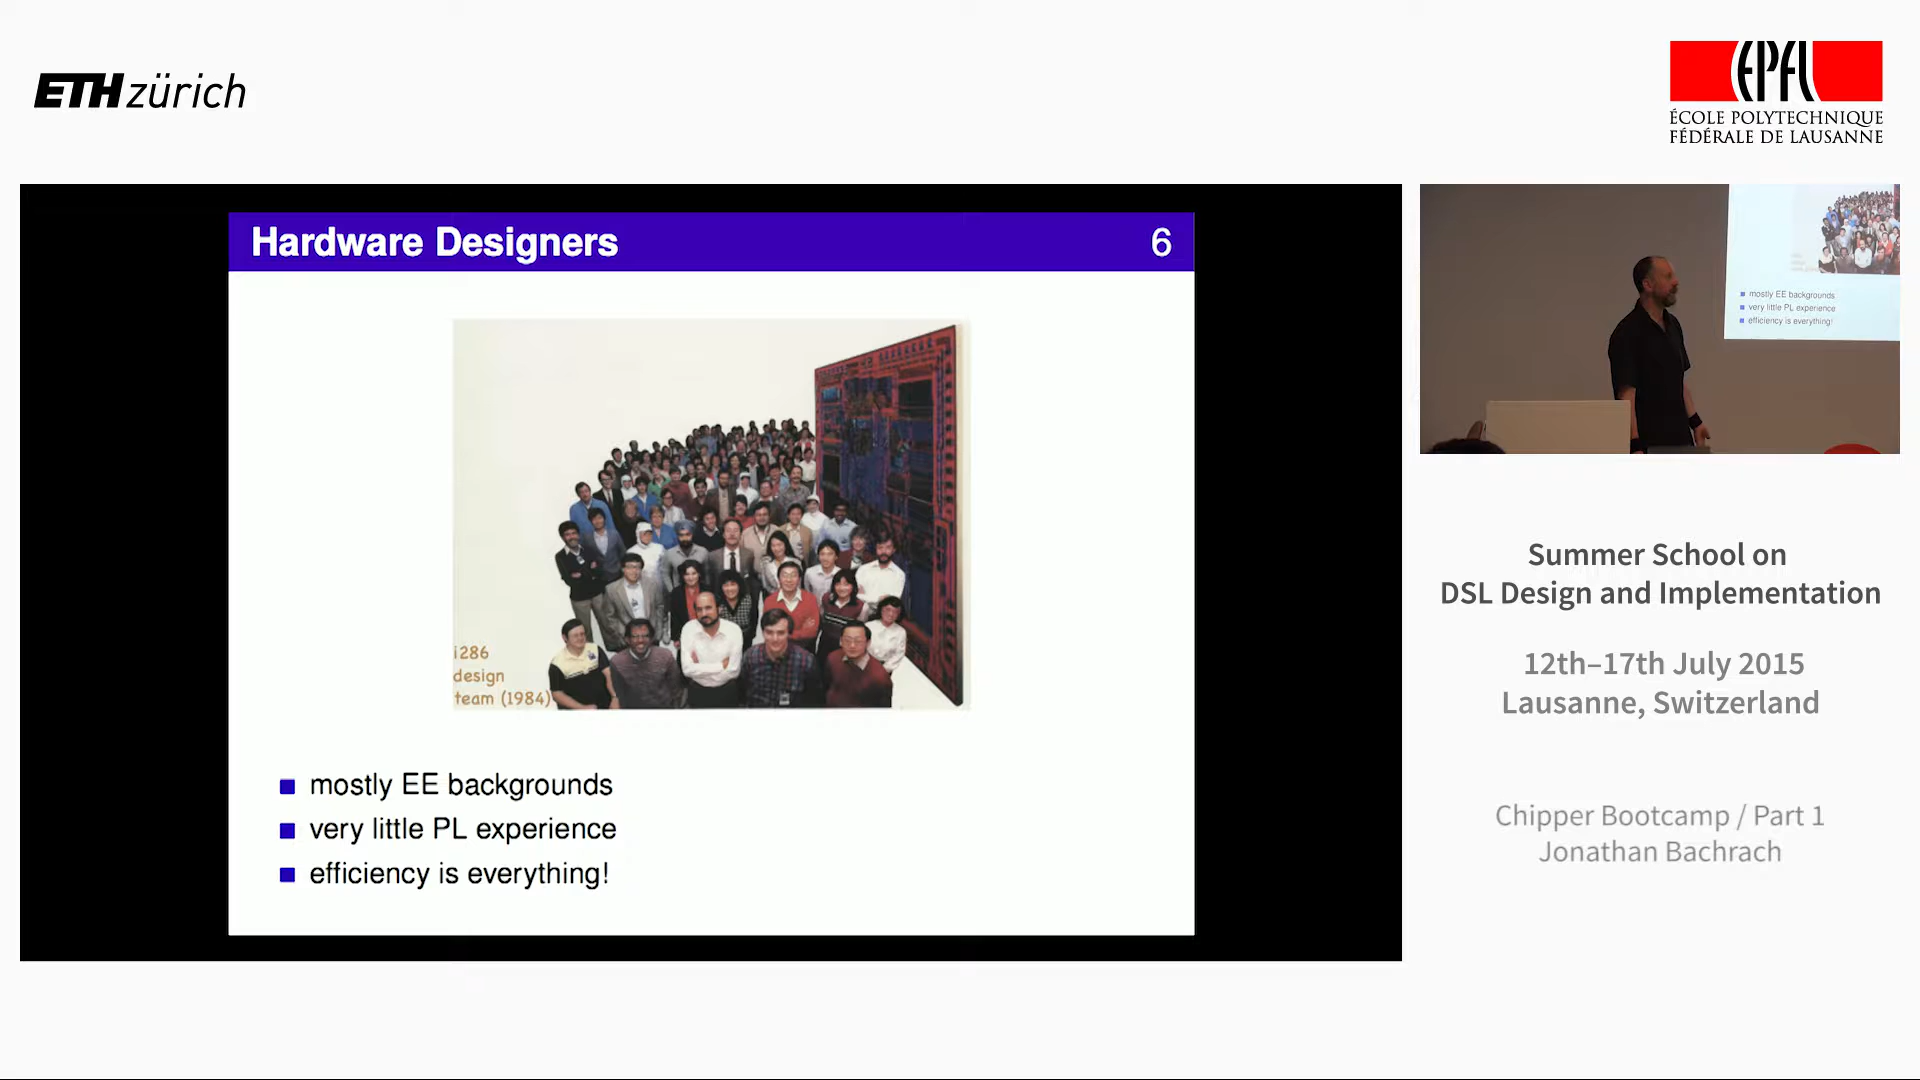 ETH zürich
EPFL
ÉCOLE POLYTECHNIQUE
FÉDÉRALE DE LAUSANNE
Hardware Designers 6
i286
design
team (1984)
mostly EE backgrounds
very little PL experience
efficiency is everything!
mostly EE backgrounds
very little PL experience
efficiency is everything!
Summer School on
DSL Design and Implementation
12th–17th July 2015
Lausanne, Switzerland
Chipper Bootcamp / Part 1
Jonathan Bachrach